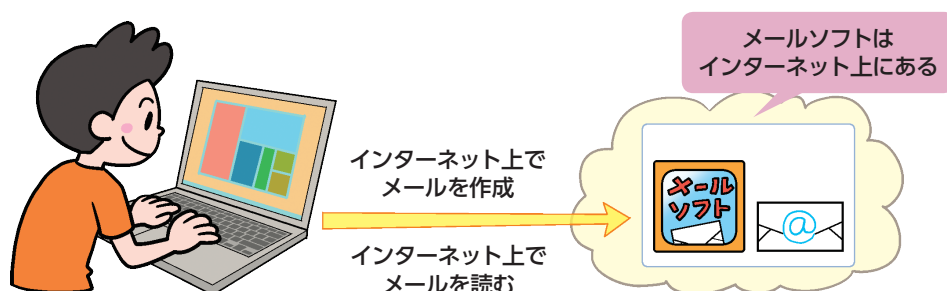 メールソフトは
インターネット上にある
インターネット上で
メールを作成
メール
ソフト
@
インターネット上で
メールを読む